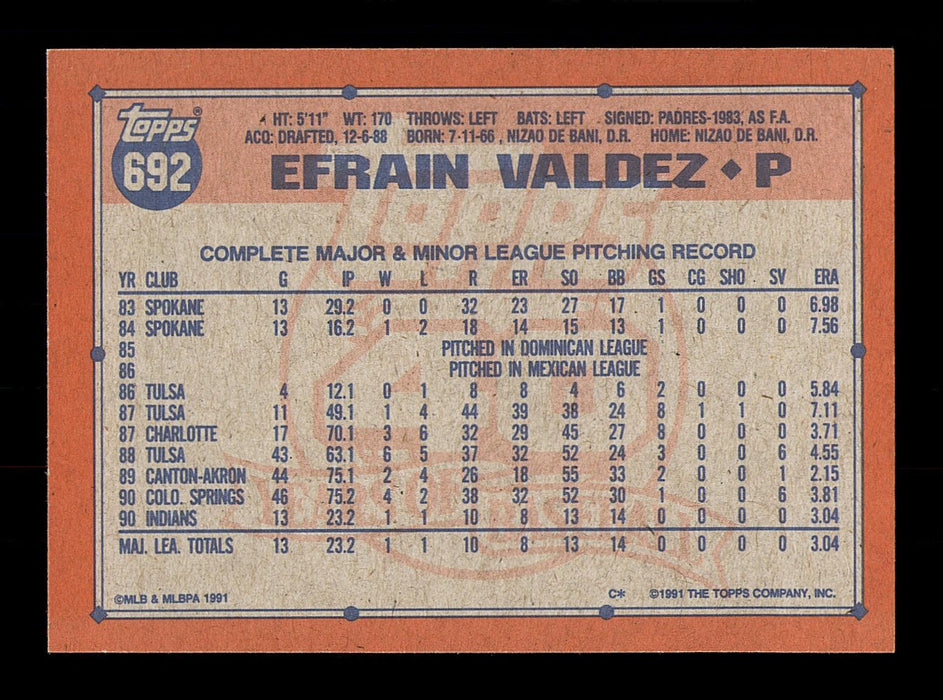 topps®
692
HT: 5'11" WT: 170 THROWS: LEFT BATS: LEFT SIGNED: PADRES-1983, AS F.A.
ACQ: DRAFTED, 12-6-88 BORN: 7-11-66, NIZAO DE BANI, D.R. HOME: NIZAO DE BANI, D.R.
EFRAIN VALDEZ ♦ P
COMPLETE MAJOR & MINOR LEAGUE PITCHING RECORD
YR CLUB G IP W L R ER SO BB GS CG SHO SV ERA
83 SPOKANE 13 29.2 0 0 32 23 27 17 1 0 0 0 6.98
84 SPOKANE 13 16.2 1 2 18 14 15 13 1 0 0 0 7.56
85 PITCHED IN DOMINICAN LEAGUE
86 PITCHED IN MEXICAN LEAGUE
86 TULSA 4 12.1 0 1 8 8 4 6 2 0 0 0 5.84
87 TULSA 11 49.1 1 4 44 39 38 24 8 1 1 0 7.11
87 CHARLOTTE 17 70.1 3 6 32 29 45 27 8 0 0 0 3.71
88 TULSA 43 63.1 6 5 37 32 52 24 3 0 0 6 4.55
89 CANTON-AKRON 44 75.1 2 4 26 18 55 33 2 0 0 1 2.15
90 COLO. SPRINGS 46 75.2 4 2 38 32 52 30 1 0 0 6 3.81
90 INDIANS 13 23.2 1 1 10 8 13 14 0 0 0 0 3.04
MAJ. LEA. TOTALS 13 23.2 1 1 10 8 13 14 0 0 0 0 3.04
©MLB & MLBPA 1991 C* ©1991 THE TOPPS COMPANY, INC.
TOPPS
40